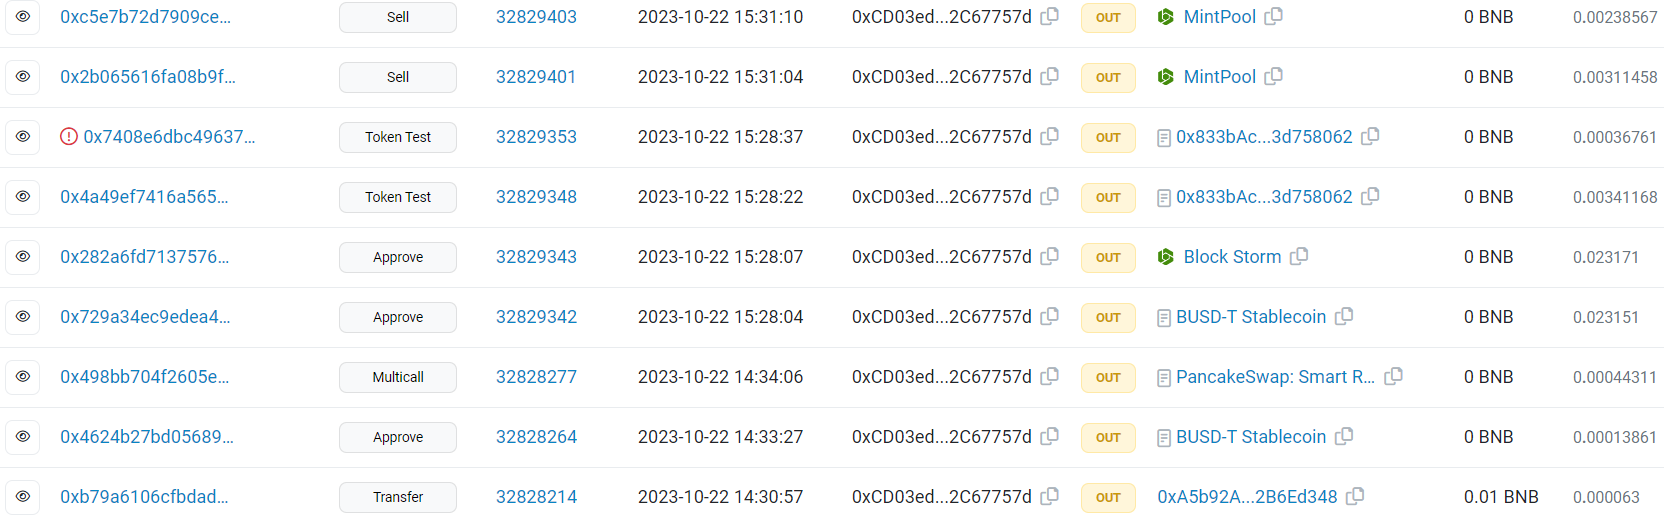 0xc5e7b72d7909ce... Sell 32829403 2023-10-22 15:31:10 0xCD03ed...2C67757d OUT MintPool 0 BNB 0.00238567
0x2b065616fa08b9f... Sell 32829401 2023-10-22 15:31:04 0xCD03ed...2C67757d OUT MintPool 0 BNB 0.00311458
0x7408e6dbc49637... Token Test 32829353 2023-10-22 15:28:37 0xCD03ed...2C67757d OUT 0x833bAc...3d758062 0 BNB 0.00036761
0x4a49ef7416a565... Token Test 32829348 2023-10-22 15:28:22 0xCD03ed...2C67757d OUT 0x833bAc...3d758062 0 BNB 0.00341168
0x282a6fd7137576... Approve 32829343 2023-10-22 15:28:07 0xCD03ed...2C67757d OUT Block Storm 0 BNB 0.023171
0x729a34ec9edea4... Approve 32829342 2023-10-22 15:28:04 0xCD03ed...2C67757d OUT BUSD-T Stablecoin 0 BNB 0.023151
0x498bb704f2605e... Multicall 32828277 2023-10-22 14:34:06 0xCD03ed...2C67757d OUT PancakeSwap: Smart R... 0 BNB 0.00044311
0x4624b27bd05689... Approve 32828264 2023-10-22 14:33:27 0xCD03ed...2C67757d OUT BUSD-T Stablecoin 0 BNB 0.00013861
0xb79a6106cfbdad... Transfer 32828214 2023-10-22 14:30:57 0xCD03ed...2C67757d OUT 0xA5b92A...2B6Ed348 0.01 BNB 0.000063